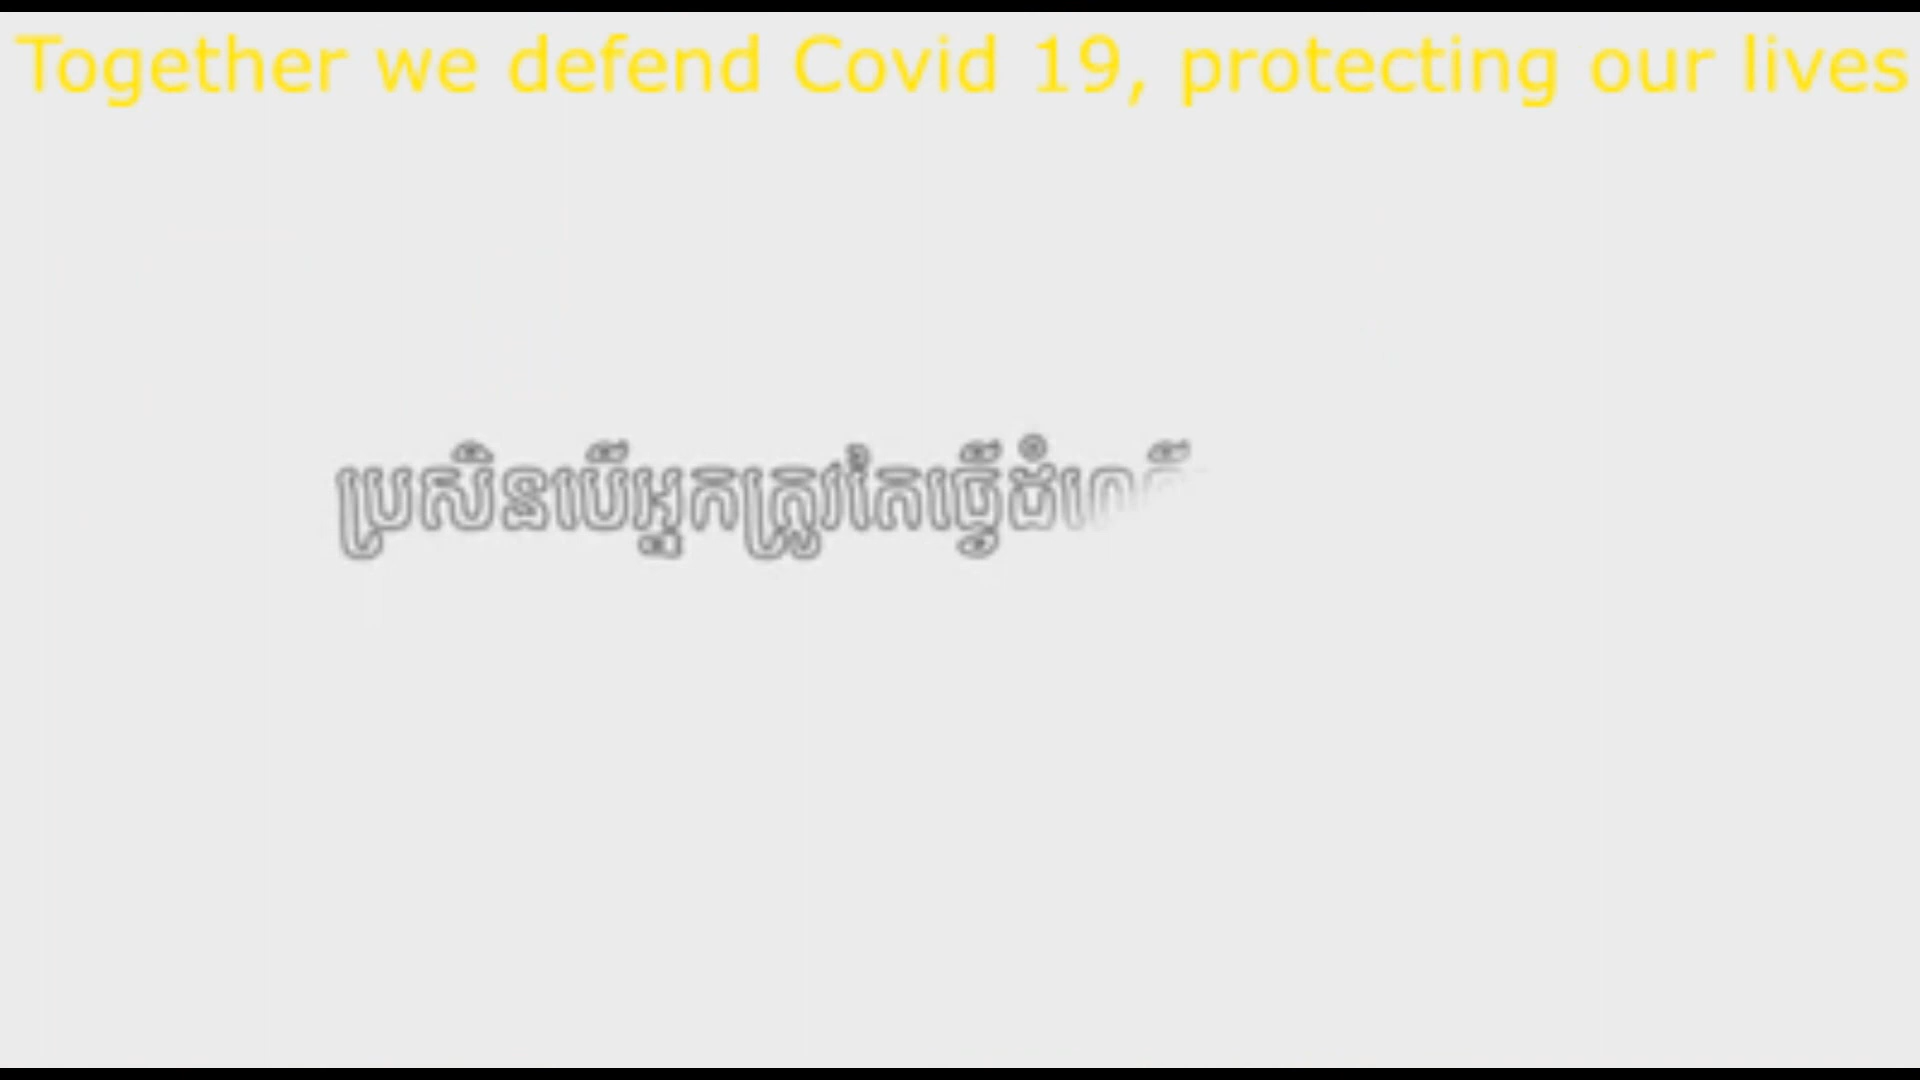 Together we defend Covid 19, protecting our lives
ប្រសិនបើអ្នកត្រូវតែធ្វើដំ